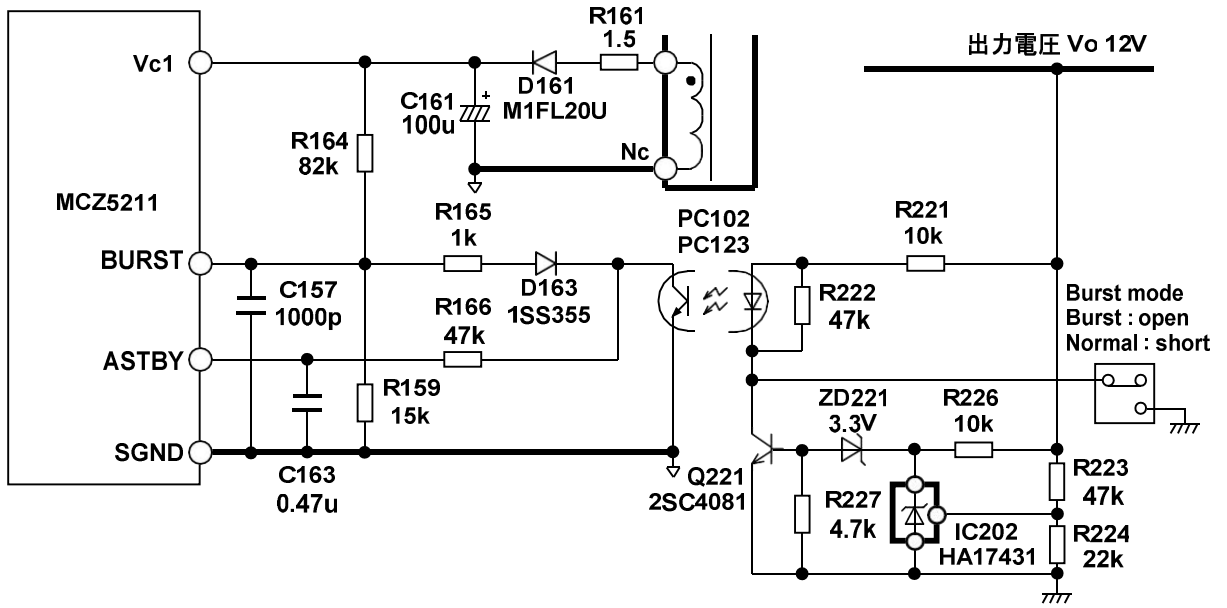 R161
1.5
出力電圧 Vo 12V
Vc1
D161
M1FL20U
C161
100u
+
R164
82k
Nc
MCZ5211
R165
1k
PC102
PC123
R221
10k
BURST
C157
1000p
D163
1SS355
R166
47k
R222
47k
Burst mode
Burst : open
Normal : short
ASTBY
R159
15k
ZD221
3.3V
R226
10k
SGND
C163
0.47u
Q221
2SC4081
R227
4.7k
IC202
HA17431
R223
47k
R224
22k